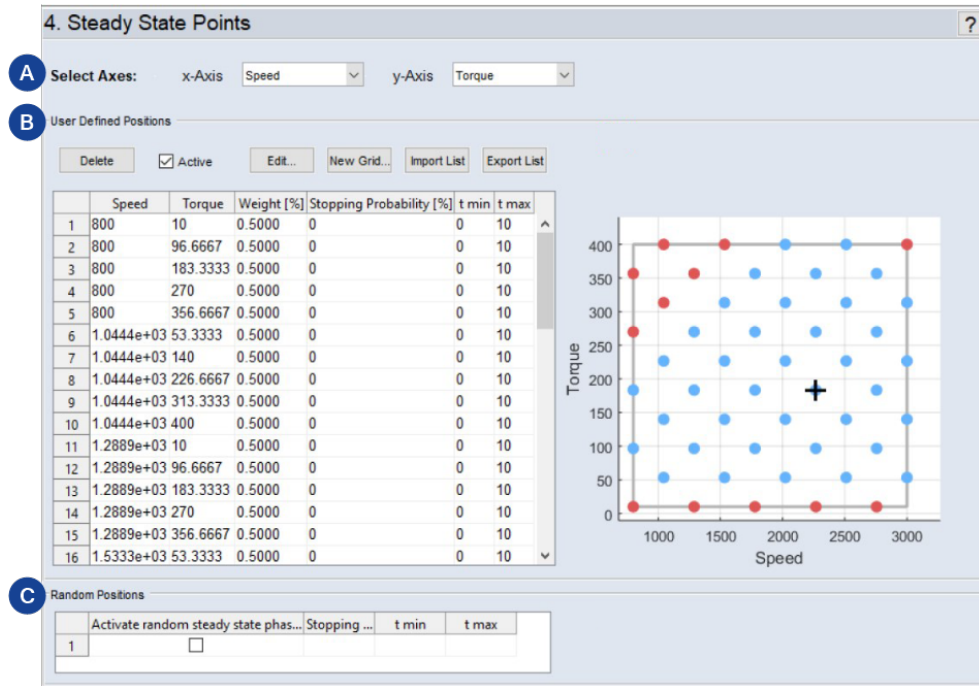 4. Steady State Points
?
A
Select Axes: x-Axis Speed y-Axis Torque
B
User Defined Positions
Delete Active Edit... New Grid... Import List Export List
Speed Torque Weight [%] Stopping Probability [%] t min t max
1 800 10 0.5000 0 0 10
2 800 96.6667 0.5000 0 0 10
3 800 183.3333 0.5000 0 0 10
4 800 270 0.5000 0 0 10
5 800 356.6667 0.5000 0 0 10
6 1.0444e+03 53.3333 0.5000 0 0 10
7 1.0444e+03 140 0.5000 0 0 10
8 1.0444e+03 226.6667 0.5000 0 0 10
9 1.0444e+03 313.3333 0.5000 0 0 10
10 1.0444e+03 400 0.5000 0 0 10
11 1.2889e+03 10 0.5000 0 0 10
12 1.2889e+03 96.6667 0.5000 0 0 10
13 1.2889e+03 183.3333 0.5000 0 0 10
14 1.2889e+03 270 0.5000 0 0 10
15 1.2889e+03 356.6667 0.5000 0 0 10
16 1.5333e+03 53.3333 0.5000 0 0 10
400
350
300
250
200
150
100
50
0
Torque
1000 1500 2000 2500 3000
Speed
C
Random Positions
Activate random steady state phas... Stopping ... t min t max
1